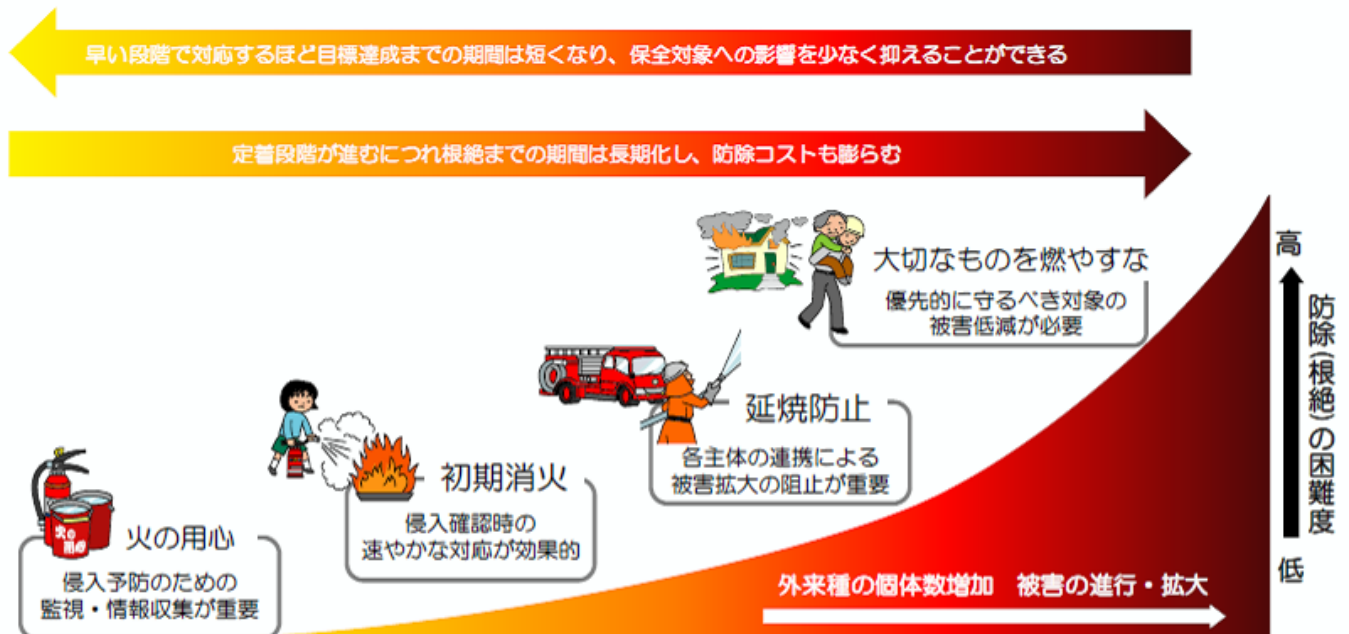 早い段階で対応するほど目標達成までの期間は短くなり、保全対象への影響を少なく抑えることができる
定着段階が進むにつれ根絶までの期間は長期化し、防除コストも膨らむ
大切なものを燃やすな
優先的に守るべき対象の
被害低減が必要
延焼防止
各主体の連携による
被害拡大の阻止が重要
初期消火
侵入確認時の
速やかな対応が効果的
火の用心
火の
用心
侵入予防のための
監視・情報収集が重要
外来種の個体数増加 被害の進行・拡大
高
防除(根絶)の困難度
低